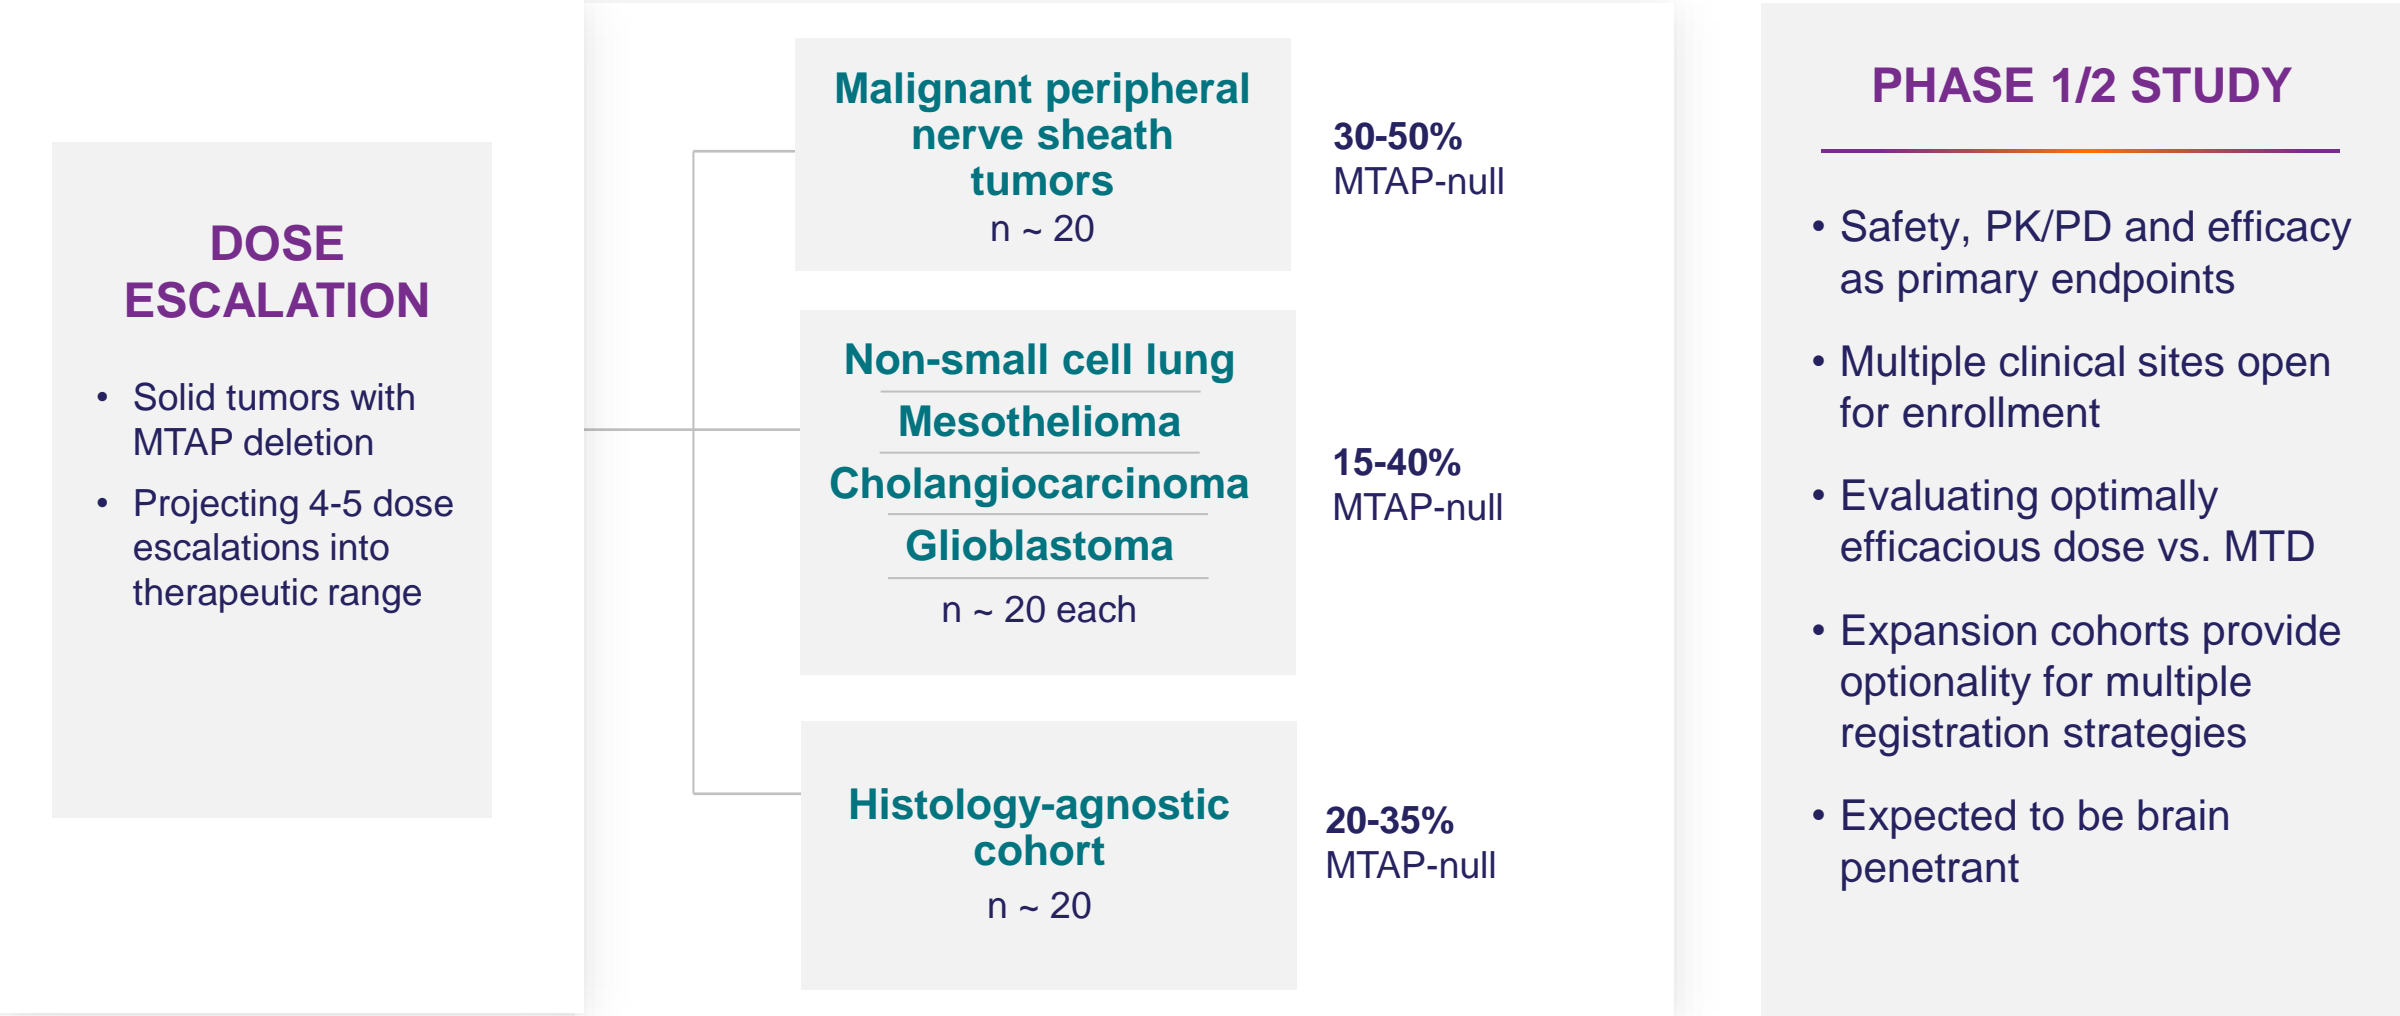 DOSE
ESCALATION
• Solid tumors with
MTAP deletion
• Projecting 4-5 dose
escalations into
therapeutic range
Malignant peripheral
nerve sheath
tumors
n ~ 20
30-50%
MTAP-null
Non-small cell lung
Mesothelioma
Cholangiocarcinoma
Glioblastoma
n ~ 20 each
15-40%
MTAP-null
Histology-agnostic
cohort
n ~ 20
20-35%
MTAP-null
PHASE 1/2 STUDY
• Safety, PK/PD and efficacy
as primary endpoints
• Multiple clinical sites open
for enrollment
• Evaluating optimally
efficacious dose vs. MTD
• Expansion cohorts provide
optionality for multiple
registration strategies
• Expected to be brain
penetrant